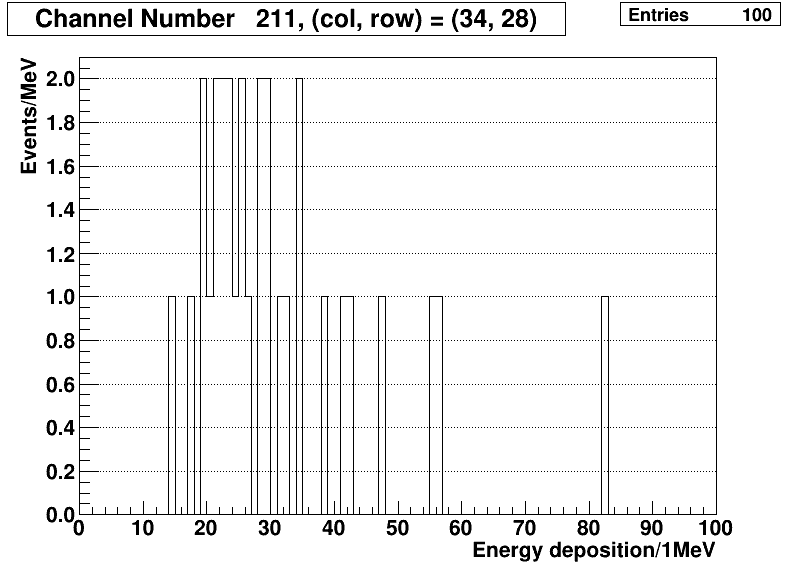 Channel Number 211, (col, row) = (34, 28)
Entries 100
Events/MeV
2.0
1.8
1.6
1.4
1.2
1.0
0.8
0.6
0.4
0.2
0.0
0 10 20 30 40 50 60 70 80 90 100
Energy deposition/1MeV